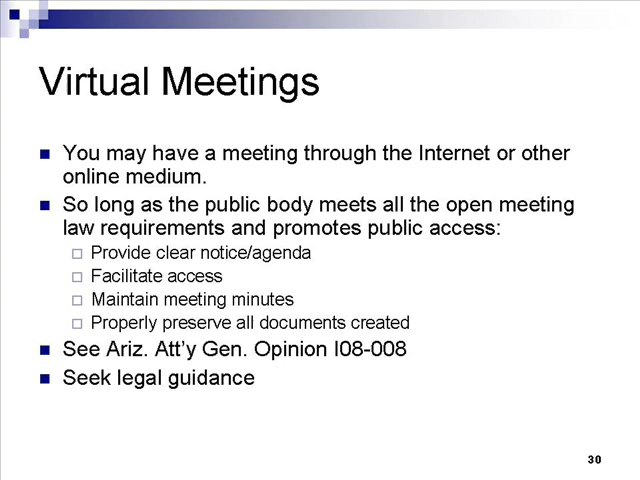 Virtual Meetings
You may have a meeting through the Internet or other
online medium.
So long as the public body meets all the open meeting
law requirements and promotes public access:
Provide clear notice/agenda
Facilitate access
Maintain meeting minutes
Properly preserve all documents created
See Ariz. Att’y Gen. Opinion I08-008
Seek legal guidance
30